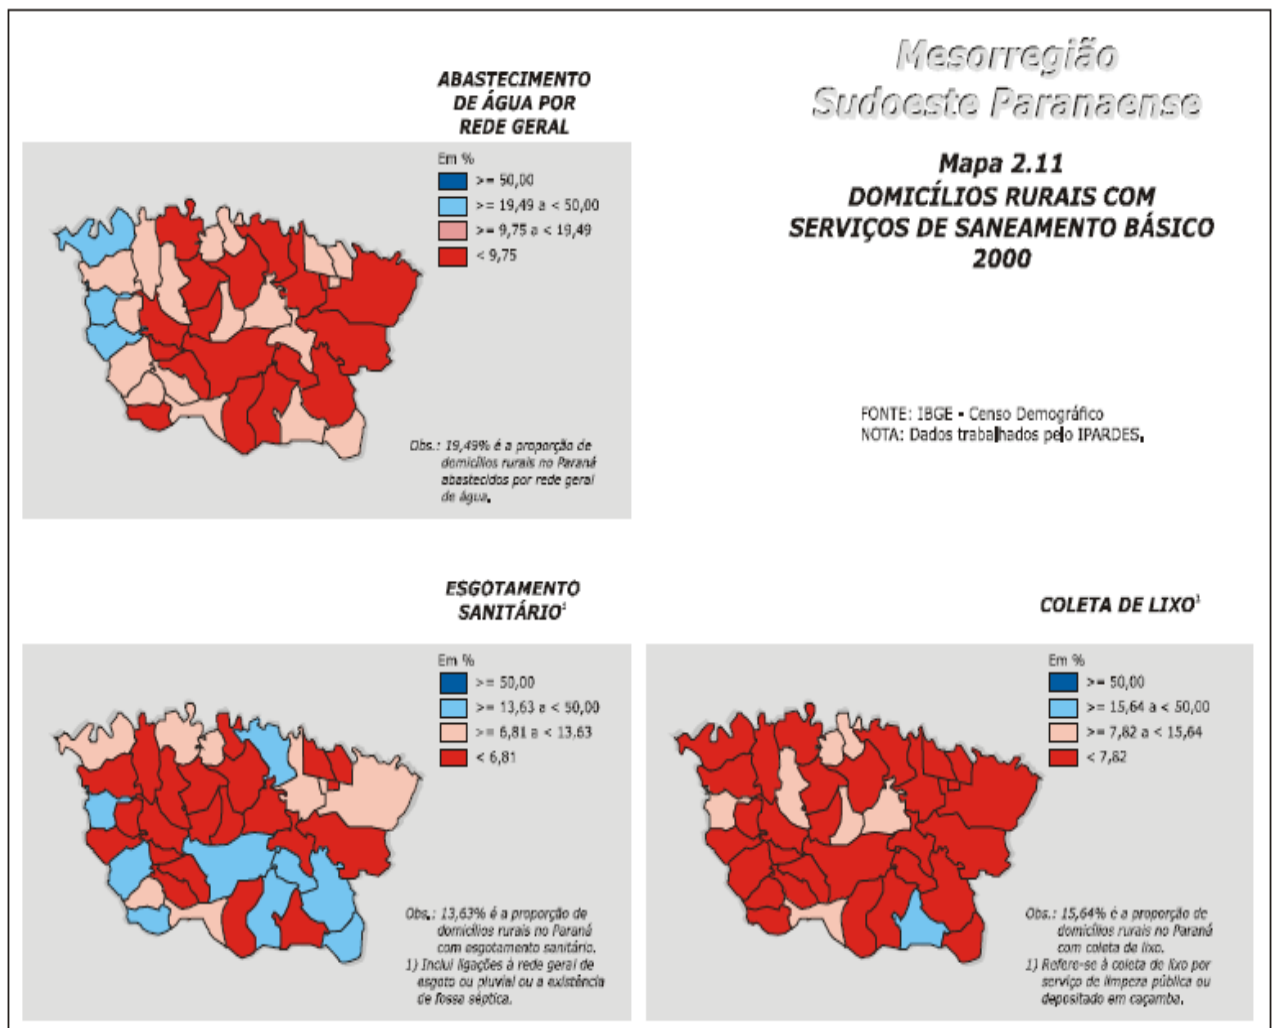 Mesorregião
Sudoeste Paranaense
Mapa 2.11
DOMICÍLIOS RURAIS COM
SERVIÇOS DE SANEAMENTO BÁSICO
2000
ABASTECIMENTO
DE ÁGUA POR
REDE GERAL
Em %
>= 50,00
>= 19,49 a < 50,00
>= 9,75 a < 19,49
< 9,75
Obs.: 19,49% é a proporção de
domicílios rurais no Paraná
abastecidos por rede geral
de água.
FONTE: IBGE - Censo Demográfico
NOTA: Dados trabalhados pelo IPARDES.
ESGOTAMENTO
SANITÁRIO¹
Em %
>= 50,00
>= 13,63 a < 50,00
>= 6,81 a < 13.63
< 6,81
Obs.: 13,63% é a proporção de
domicílios rurais no Paraná
com esgotamento sanitário.
1) Inclui ligações à rede geral de
esgoto ou pluvial ou a existência
de fossa séptica.
COLETA DE LIXO¹
Em %
>= 50,00
>= 15,64 a < 50,00
>= 7,82 a < 15,64
< 7,82
Obs.: 15,64% é a proporção de
domicílios rurais no Paraná
com coleta de lixo.
1) Refere-se à coleta de lixo por
serviço de limpeza pública ou
depositado em caçamba.